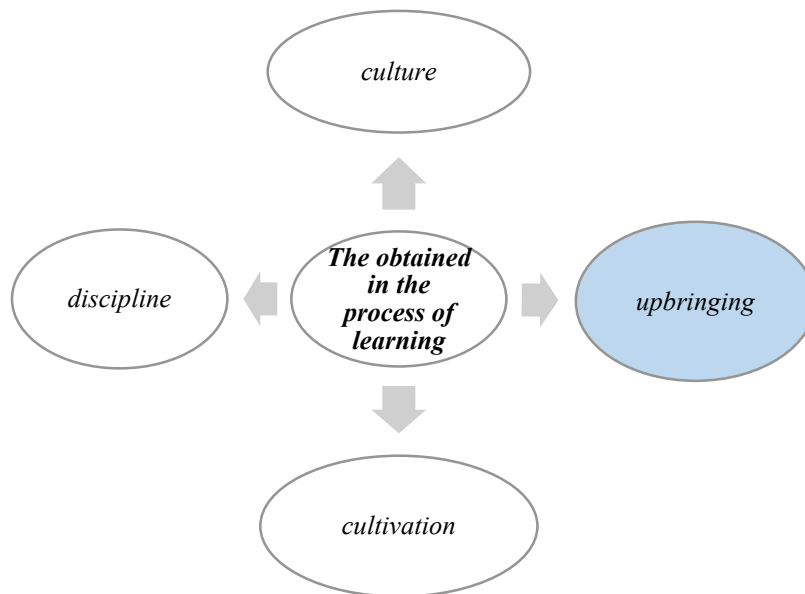 culture
discipline
The obtained
in the
process of
learning
upbringing
cultivation